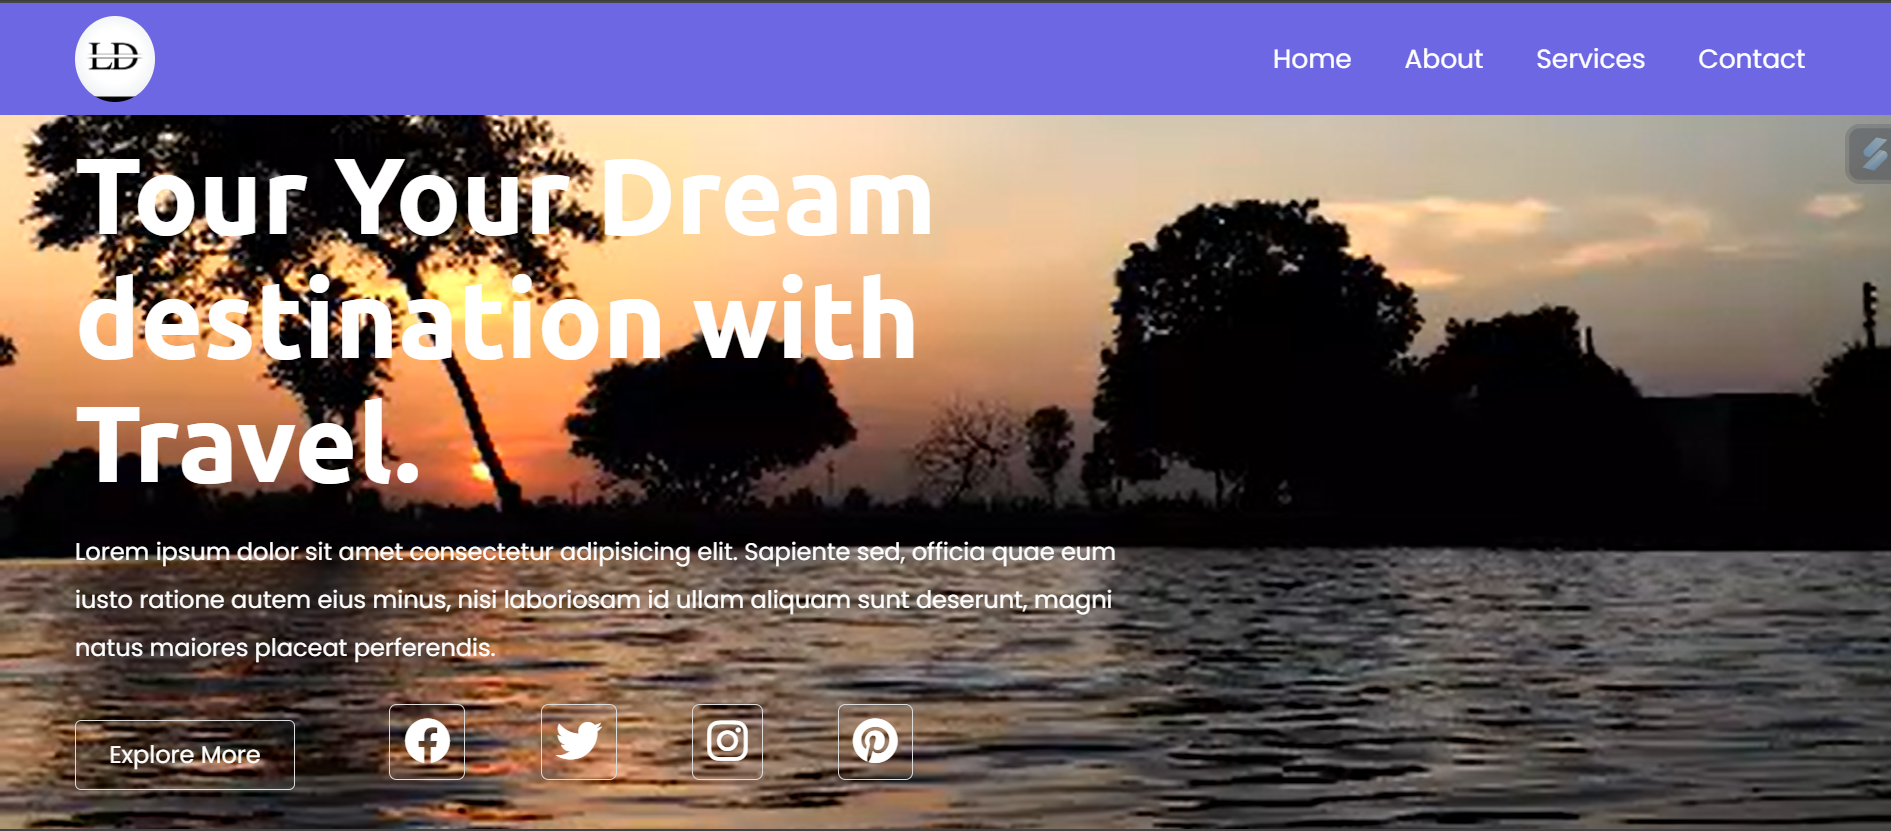 LD
Home About Services Contact
Tour Your Dream
destination with
Travel.
Lorem ipsum dolor sit amet consectetur adipisicing elit. Sapiente sed, officia quae eum
iusto ratione autem eius minus, nisi laboriosam id ullam aliquam sunt deserunt, magni
natus maiores placeat perferendis.
Explore More